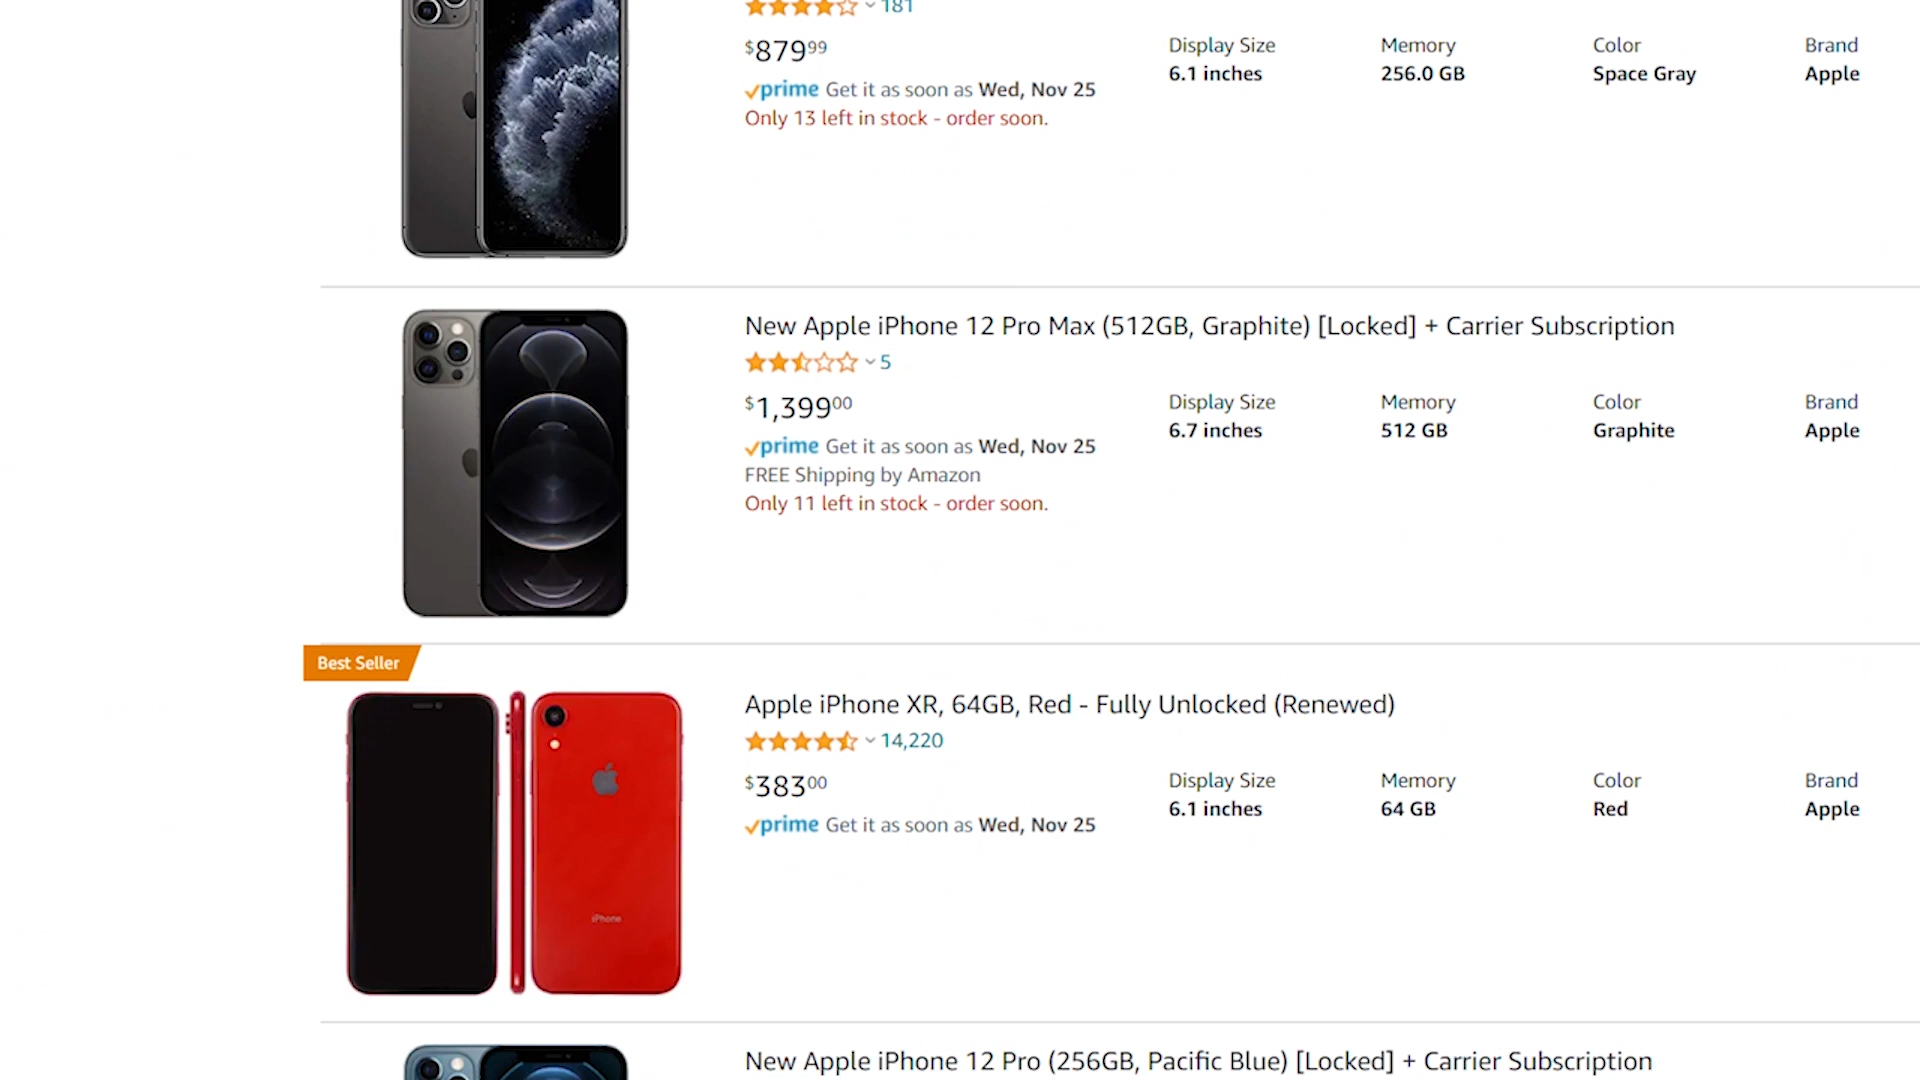 181
$879 99
Display Size Memory Color Brand
6.1 inches 256.0 GB Space Gray Apple
prime Get it as soon as Wed, Nov 25
Only 13 left in stock - order soon.
New Apple iPhone 12 Pro Max (512GB, Graphite) [Locked] + Carrier Subscription
5
$1,399 00
Display Size Memory Color Brand
6.7 inches 512 GB Graphite Apple
prime Get it as soon as Wed, Nov 25
FREE Shipping by Amazon
Only 11 left in stock - order soon.
Best Seller
Apple iPhone XR, 64GB, Red - Fully Unlocked (Renewed)
14,220
$383 00
Display Size Memory Color Brand
6.1 inches 64 GB Red Apple
prime Get it as soon as Wed, Nov 25
iPhone
New Apple iPhone 12 Pro (256GB, Pacific Blue) [Locked] + Carrier Subscription